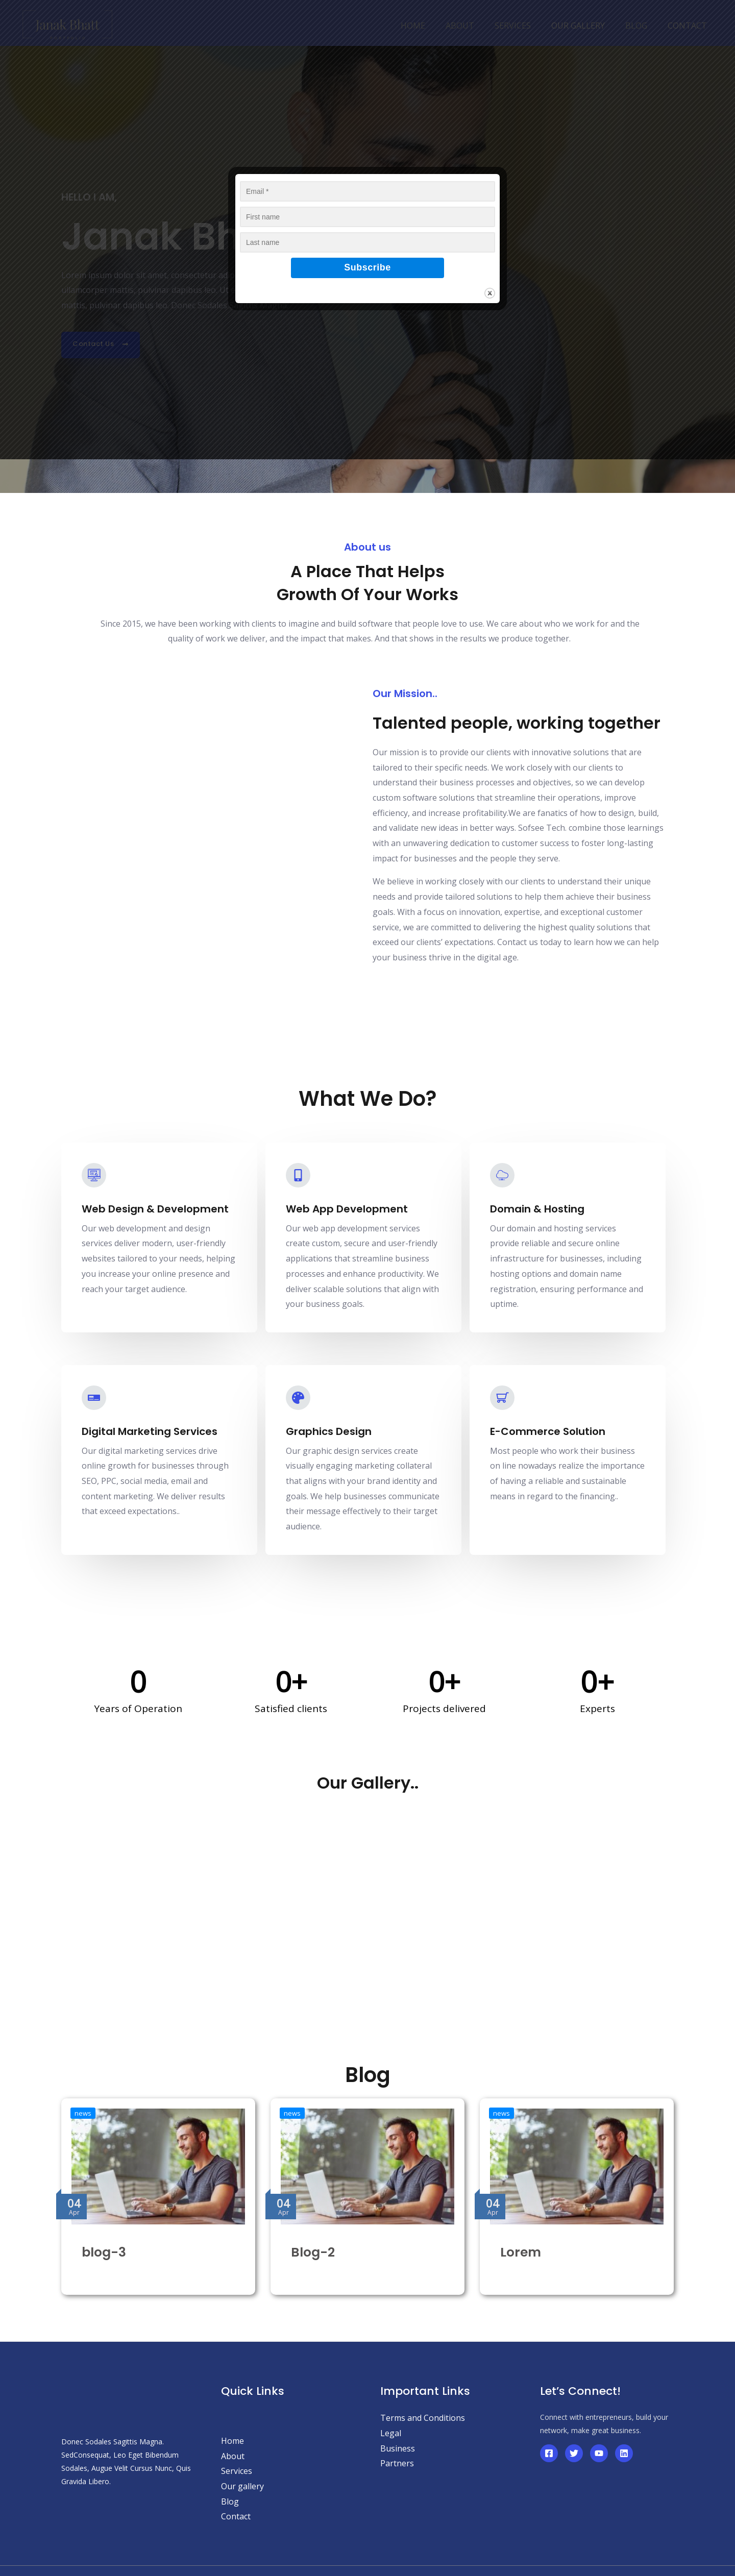 Janak Bhatt
HOME
ABOUT
SERVICES
OUR GALLERY
BLOG
CONTACT
HELLO I AM,
Janak Bh
Lorem ipsum dolor sit amet, consectetur
ullamcorper mattis, pulvinar dapibus leo.
mattis, pulvinar dapibus leo. Donec Sodales
Contact Us
Email *
First name
Last name
Subscribe
X
About us
A Place That Helps
Growth Of Your Works
Since 2015, we have been working with clients to imagine and build software that people love to use. We care about who we work for and the
quality of work we deliver, and the impact that makes. And that shows in the results we produce together.
Our Mission..
Talented people, working together
Our mission is to provide our clients with innovative solutions that are
tailored to their specific needs. We work closely with our clients to
understand their business processes and objectives, so we can develop
custom software solutions that streamline their operations, improve
efficiency, and increase profitability.We are fanatics of how to design, build,
and validate new ideas in better ways. Sofsee Tech. combine those learnings
with an unwavering dedication to customer success to foster long-lasting
impact for businesses and the people they serve.
We believe in working closely with our clients to understand their unique
needs and provide tailored solutions to help them achieve their business
goals. With a focus on innovation, expertise, and exceptional customer
service, we are committed to delivering the highest quality solutions that
exceed our clients’ expectations. Contact us today to learn how we can help
your business thrive in the digital age.
What We Do?
Web Design & Development
Our web development and design
services deliver modern, user-friendly
websites tailored to your needs, helping
you increase your online presence and
reach your target audience.
Web App Development
Our web app development services
create custom, secure and user-friendly
applications that streamline business
processes and enhance productivity. We
deliver scalable solutions that align with
your business goals.
Domain & Hosting
Our domain and hosting services
provide reliable and secure online
infrastructure for businesses, including
hosting options and domain name
registration, ensuring performance and
uptime.
Digital Marketing Services
Our digital marketing services drive
online growth for businesses through
SEO, PPC, social media, email and
content marketing. We deliver results
that exceed expectations..
Graphics Design
Our graphic design services create
visually engaging marketing collateral
that aligns with your brand identity and
goals. We help businesses communicate
their message effectively to their target
audience.
E-Commerce Solution
Most people who work their business
on line nowadays realize the importance
of having a reliable and sustainable
means in regard to the financing..
0
Years of Operation
0+
Satisfied clients
0+
Projects delivered
0+
Experts
Our Gallery..
Blog
news
04
Apr
blog-3
news
04
Apr
Blog-2
news
04
Apr
Lorem
Donec Sodales Sagittis Magna.
SedConsequat, Leo Eget Bibendum
Sodales, Augue Velit Cursus Nunc, Quis
Gravida Libero.
Quick Links
Home
About
Services
Our gallery
Blog
Contact
Important Links
Terms and Conditions
Legal
Business
Partners
Let’s Connect!
Connect with entrepreneurs, build your
network, make great business.